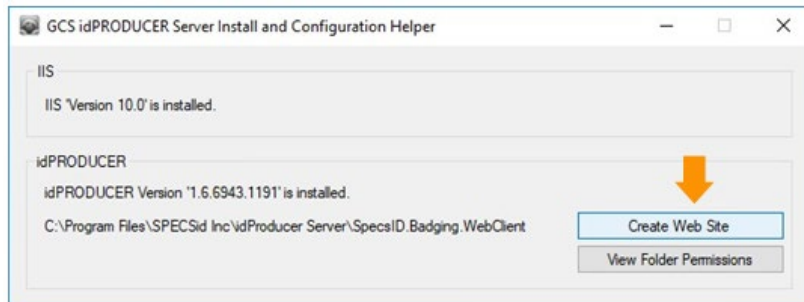 GCS idPRODUCER Server Install and Configuration Helper
IIS
IIS 'Version 10.0' is installed.
idPRODUCER
idPRODUCER Version '1.6.6943.1191' is installed.
C:\Program Files\SPECSid Inc\idProducer Server\SpecsID.Badging.WebClient
Create Web Site
View Folder Permissions